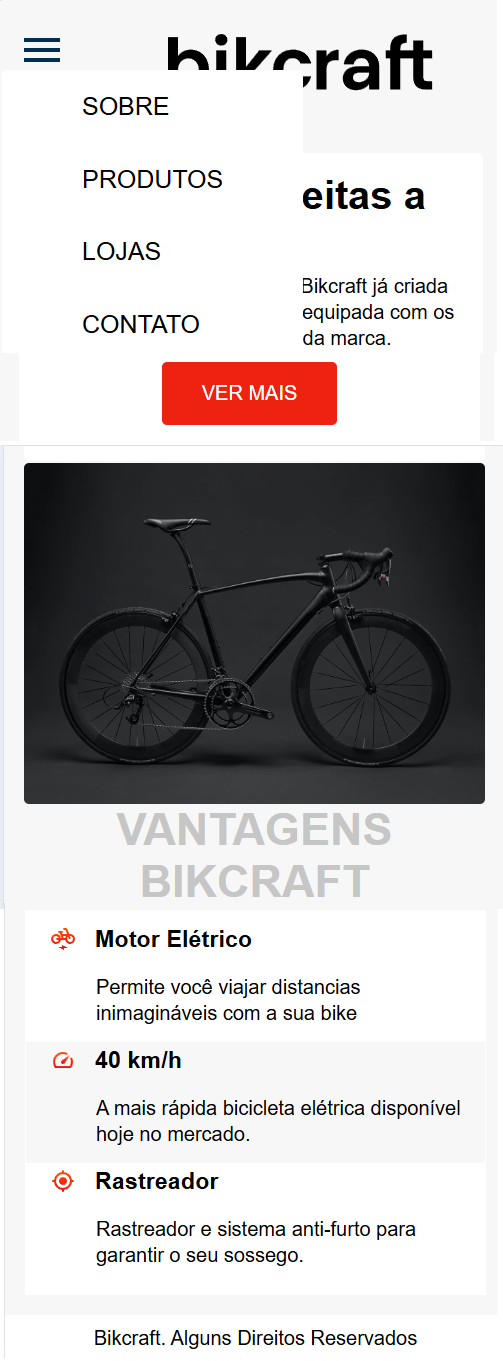 bikcraft
SOBRE
PRODUTOS
LOJAS
CONTATO
eitas a
Bikcraft já criada
equipada com os
da marca.
VER MAIS
VANTAGENS
BIKCRAFT
Motor Elétrico
Permite você viajar distancias
inimagináveis com a sua bike
40 km/h
A mais rápida bicicleta elétrica disponível
hoje no mercado.
Rastreador
Rastreador e sistema anti-furto para
garantir o seu sossego.
Bikcraft. Alguns Direitos Reservados